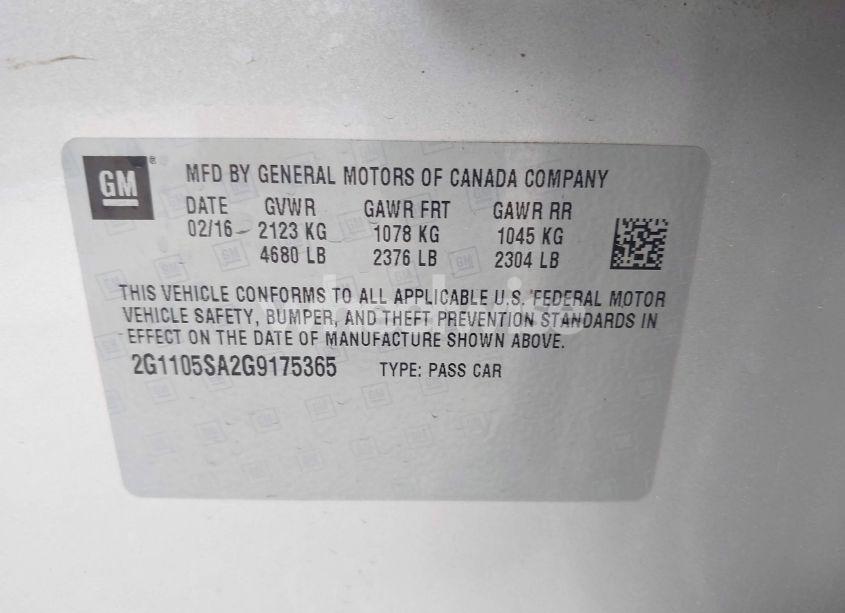 GM ®
MFD BY GENERAL MOTORS OF CANADA COMPANY
DATE GVWR GAWR FRT GAWR RR
02/16 2123 KG 1078 KG 1045 KG
4680 LB 2376 LB 2304 LB
THIS VEHICLE CONFORMS TO ALL APPLICABLE U.S. FEDERAL MOTOR
VEHICLE SAFETY, BUMPER, AND THEFT PREVENTION STANDARDS IN
EFFECT ON THE DATE OF MANUFACTURE SHOWN ABOVE.
2G1105SA2G9175365 TYPE: PASS CAR